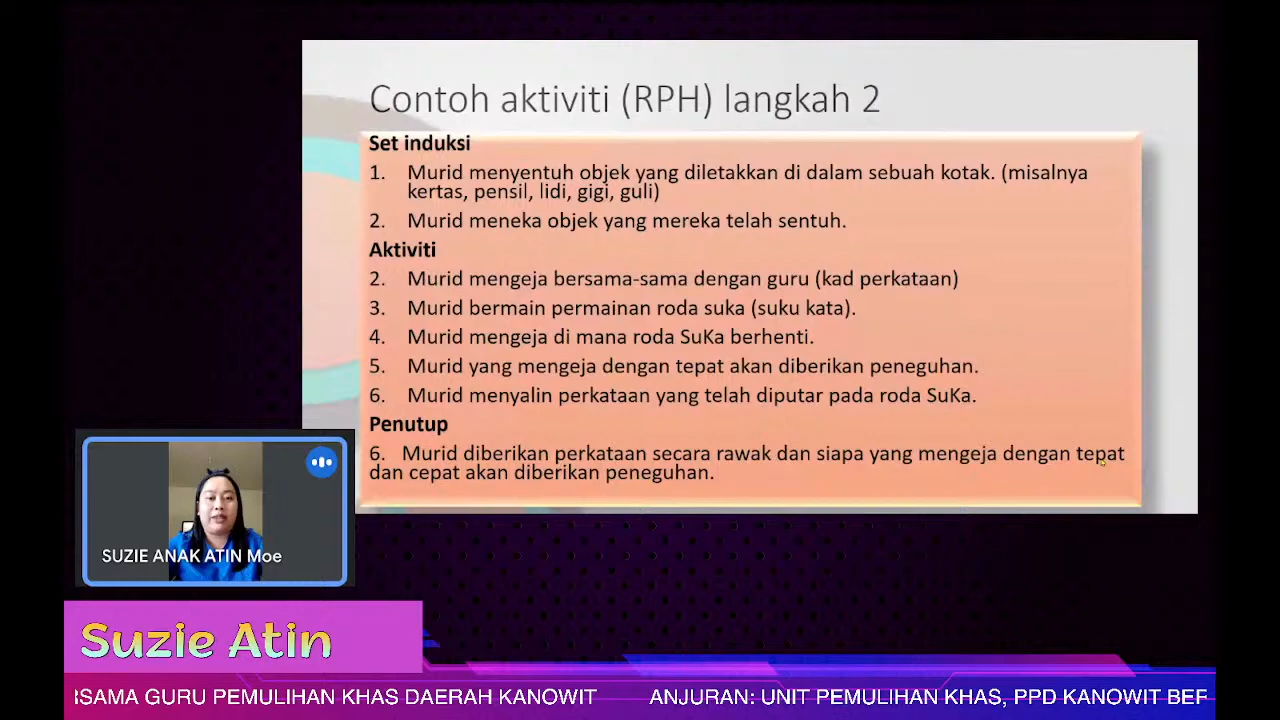 Contoh aktiviti (RPH) langkah 2
Set induksi
1. Murid menyentuh objek yang diletakkan di dalam sebuah kotak. (misalnya
kertas, pensil, lidi, gigi, guli)
2. Murid meneka objek yang mereka telah sentuh.
Aktiviti
2. Murid mengeja bersama-sama dengan guru (kad perkataan)
3. Murid bermain permainan roda suka (suku kata).
4. Murid mengeja di mana roda SuKa berhenti.
5. Murid yang mengeja dengan tepat akan diberikan peneguhan.
6. Murid menyalin perkataan yang telah diputar pada roda SuKa.
Penutup
6. Murid diberikan perkataan secara rawak dan siapa yang mengeja dengan tepat
dan cepat akan diberikan peneguhan.
SUZIE ANAK ATIN Moe
Suzie Atin
SAMA GURU PEMULIHAN KHAS DAERAH KANOWIT ANJURAN: UNIT PEMULIHAN KHAS, PPD KANOWIT BER